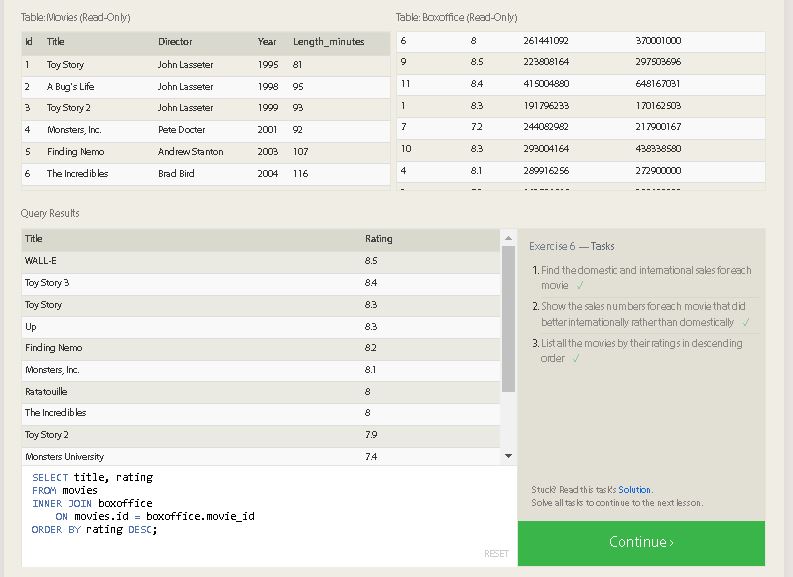 Table: Movies (Read-Only)
Table: Boxoffice (Read-Only)
Id Title Director Year Length_minutes
1 Toy Story John Lasseter 1995 81
2 A Bug's Life John Lasseter 1998 95
3 Toy Story 2 John Lasseter 1999 93
4 Monsters, Inc. Pete Docter 2001 92
5 Finding Nemo Andrew Stanton 2003 107
6 The Incredibles Brad Bird 2004 116
6 8 261441092 370001000
9 8.5 223808164 297503696
11 8.4 415004880 648167031
1 8.3 191796233 170162503
7 7.2 244082982 217900167
10 8.3 293004164 438338580
4 8.1 289916256 272900000
Query Results
Title Rating
WALL-E 8.5
Toy Story 3 8.4
Toy Story 8.3
Up 8.3
Finding Nemo 8.2
Monsters, Inc. 8.1
Ratatouille 8
The Incredibles 8
Toy Story 2 7.9
Monsters University 7.4
SELECT title, rating
FROM movies
INNER JOIN boxoffice
ON movies.id = boxoffice.movie_id
ORDER BY rating DESC;
RESET
Exercise 6 — Tasks
1. Find the domestic and international sales for each
movie ✓
2. Show the sales numbers for each movie that did
better internationally rather than domestically ✓
3. List all the movies by their ratings in descending
order ✓
Stuck? Read this task's Solution.
Solve all tasks to continue to the next lesson.
Continue ›